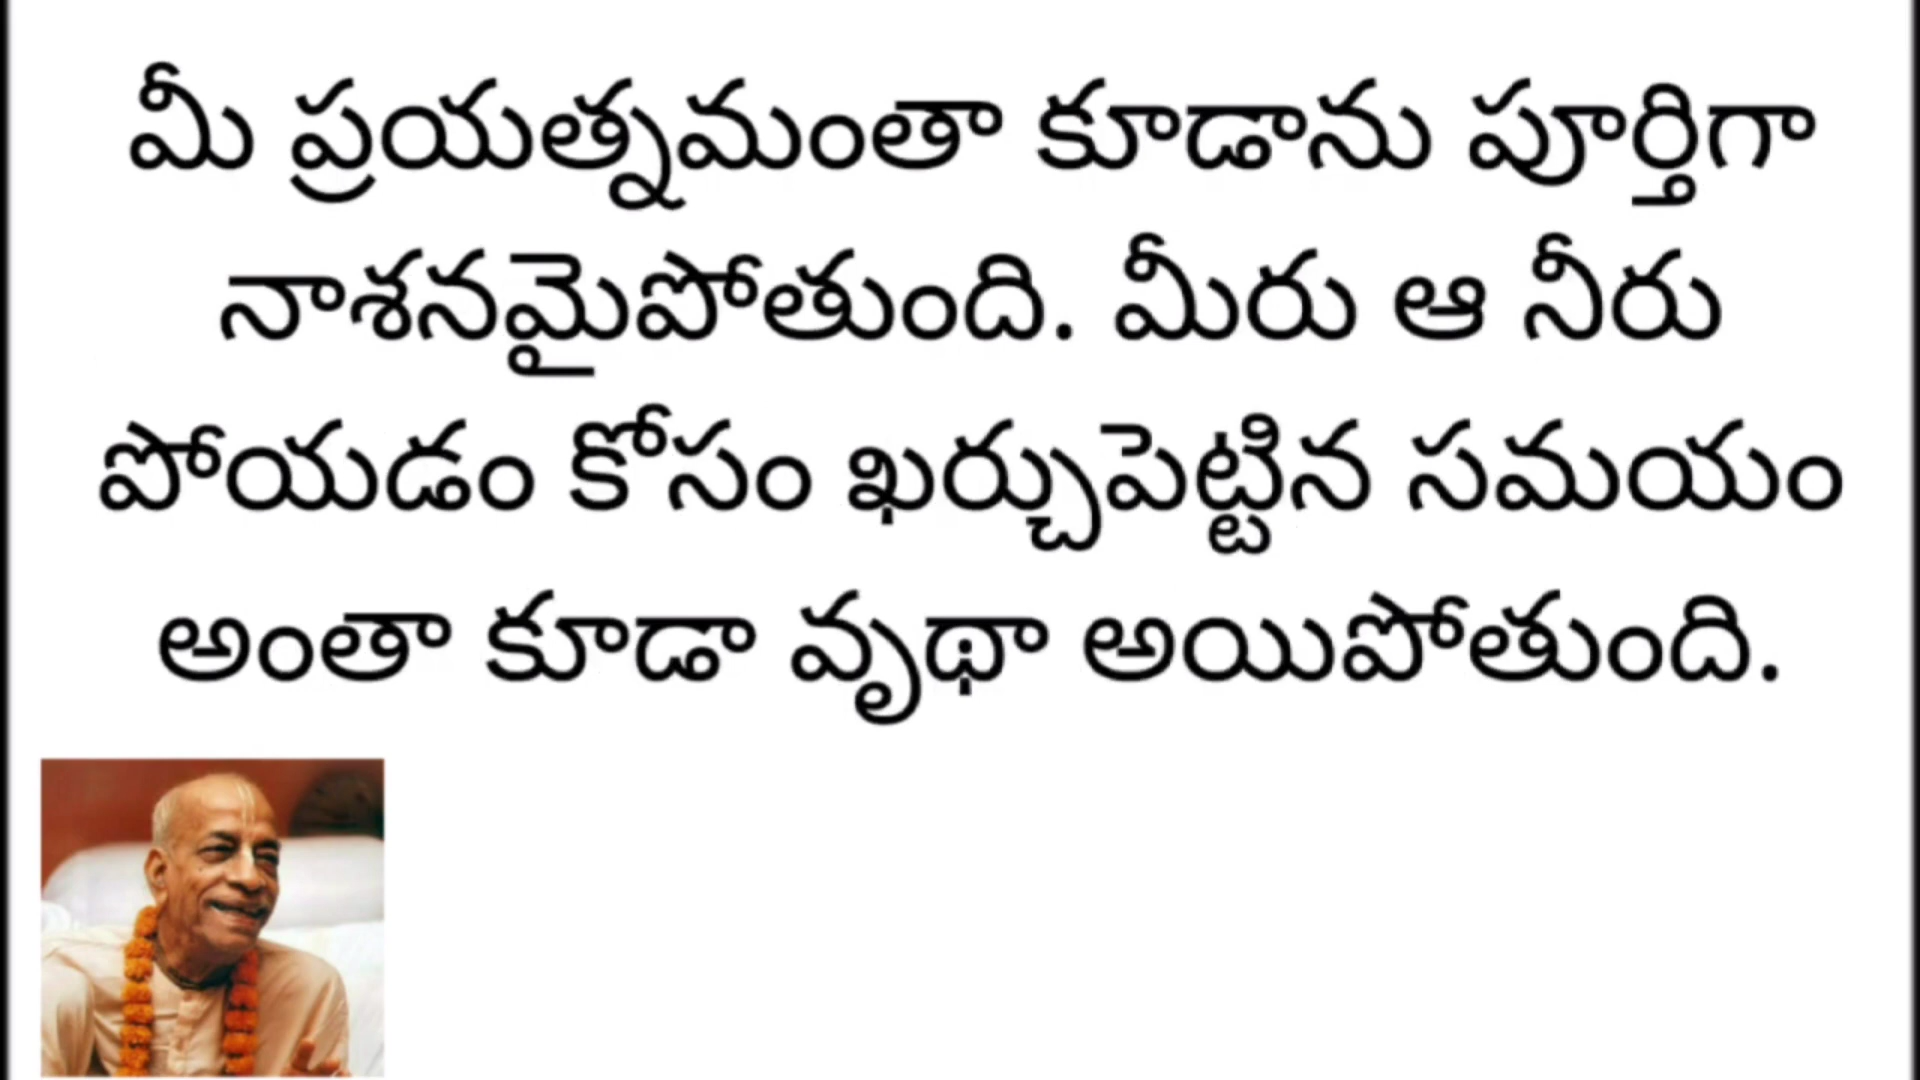 మీ ప్రయత్నమంతా కూడాను పూర్తిగా
నాశనమైపోతుంది. మీరు ఆ నీరు
పోయడం కోసం ఖర్చుపెట్టిన సమయం
అంతా కూడా వృథా అయిపోతుంది.